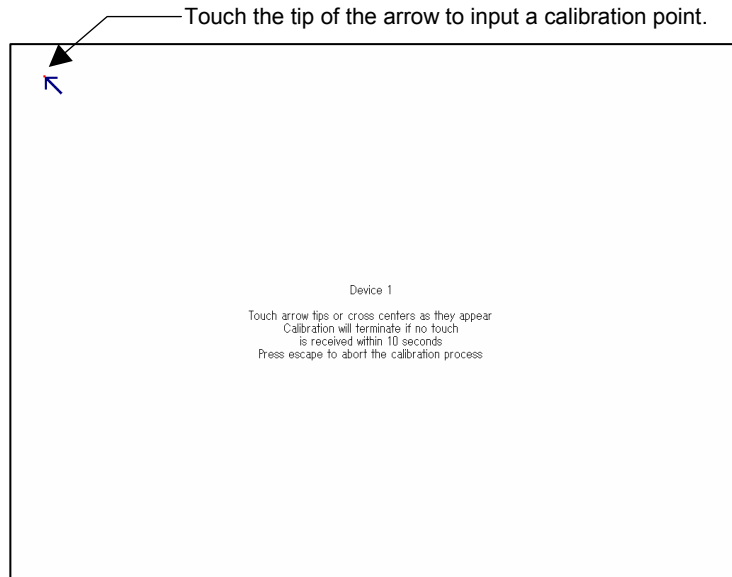 Touch the tip of the arrow to input a calibration point.
Device 1
Touch arrow tips or cross centers as they appear
Calibration will terminate if no touch
is received within 10 seconds
Press escape to abort the calibration process